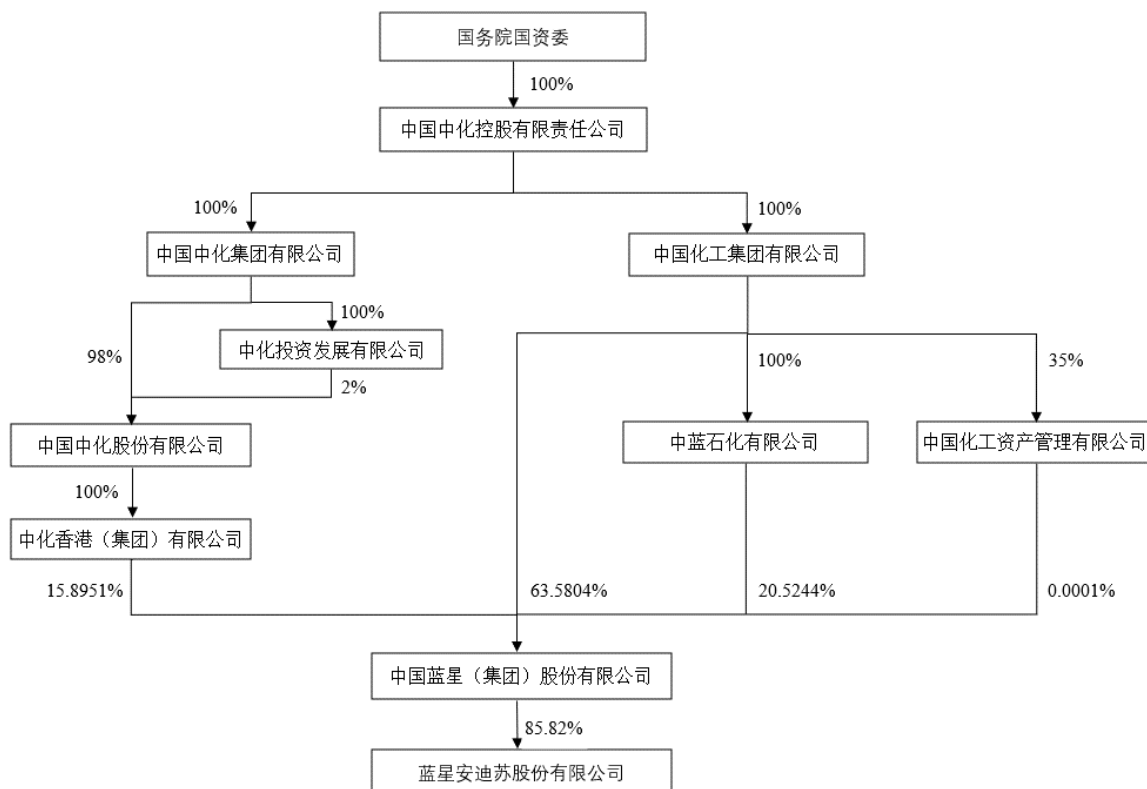 国务院国资委
100%
中国中化控股有限责任公司
100%
100%
中国中化集团有限公司
中国化工集团有限公司
100%
中化投资发展有限公司
98%
100%
35%
2%
中国中化股份有限公司
中蓝石化有限公司
中国化工资产管理有限公司
100%
中化香港（集团）有限公司
15.8951%
63.5804%
20.5244%
0.0001%
中国蓝星（集团）股份有限公司
85.82%
蓝星安迪苏股份有限公司